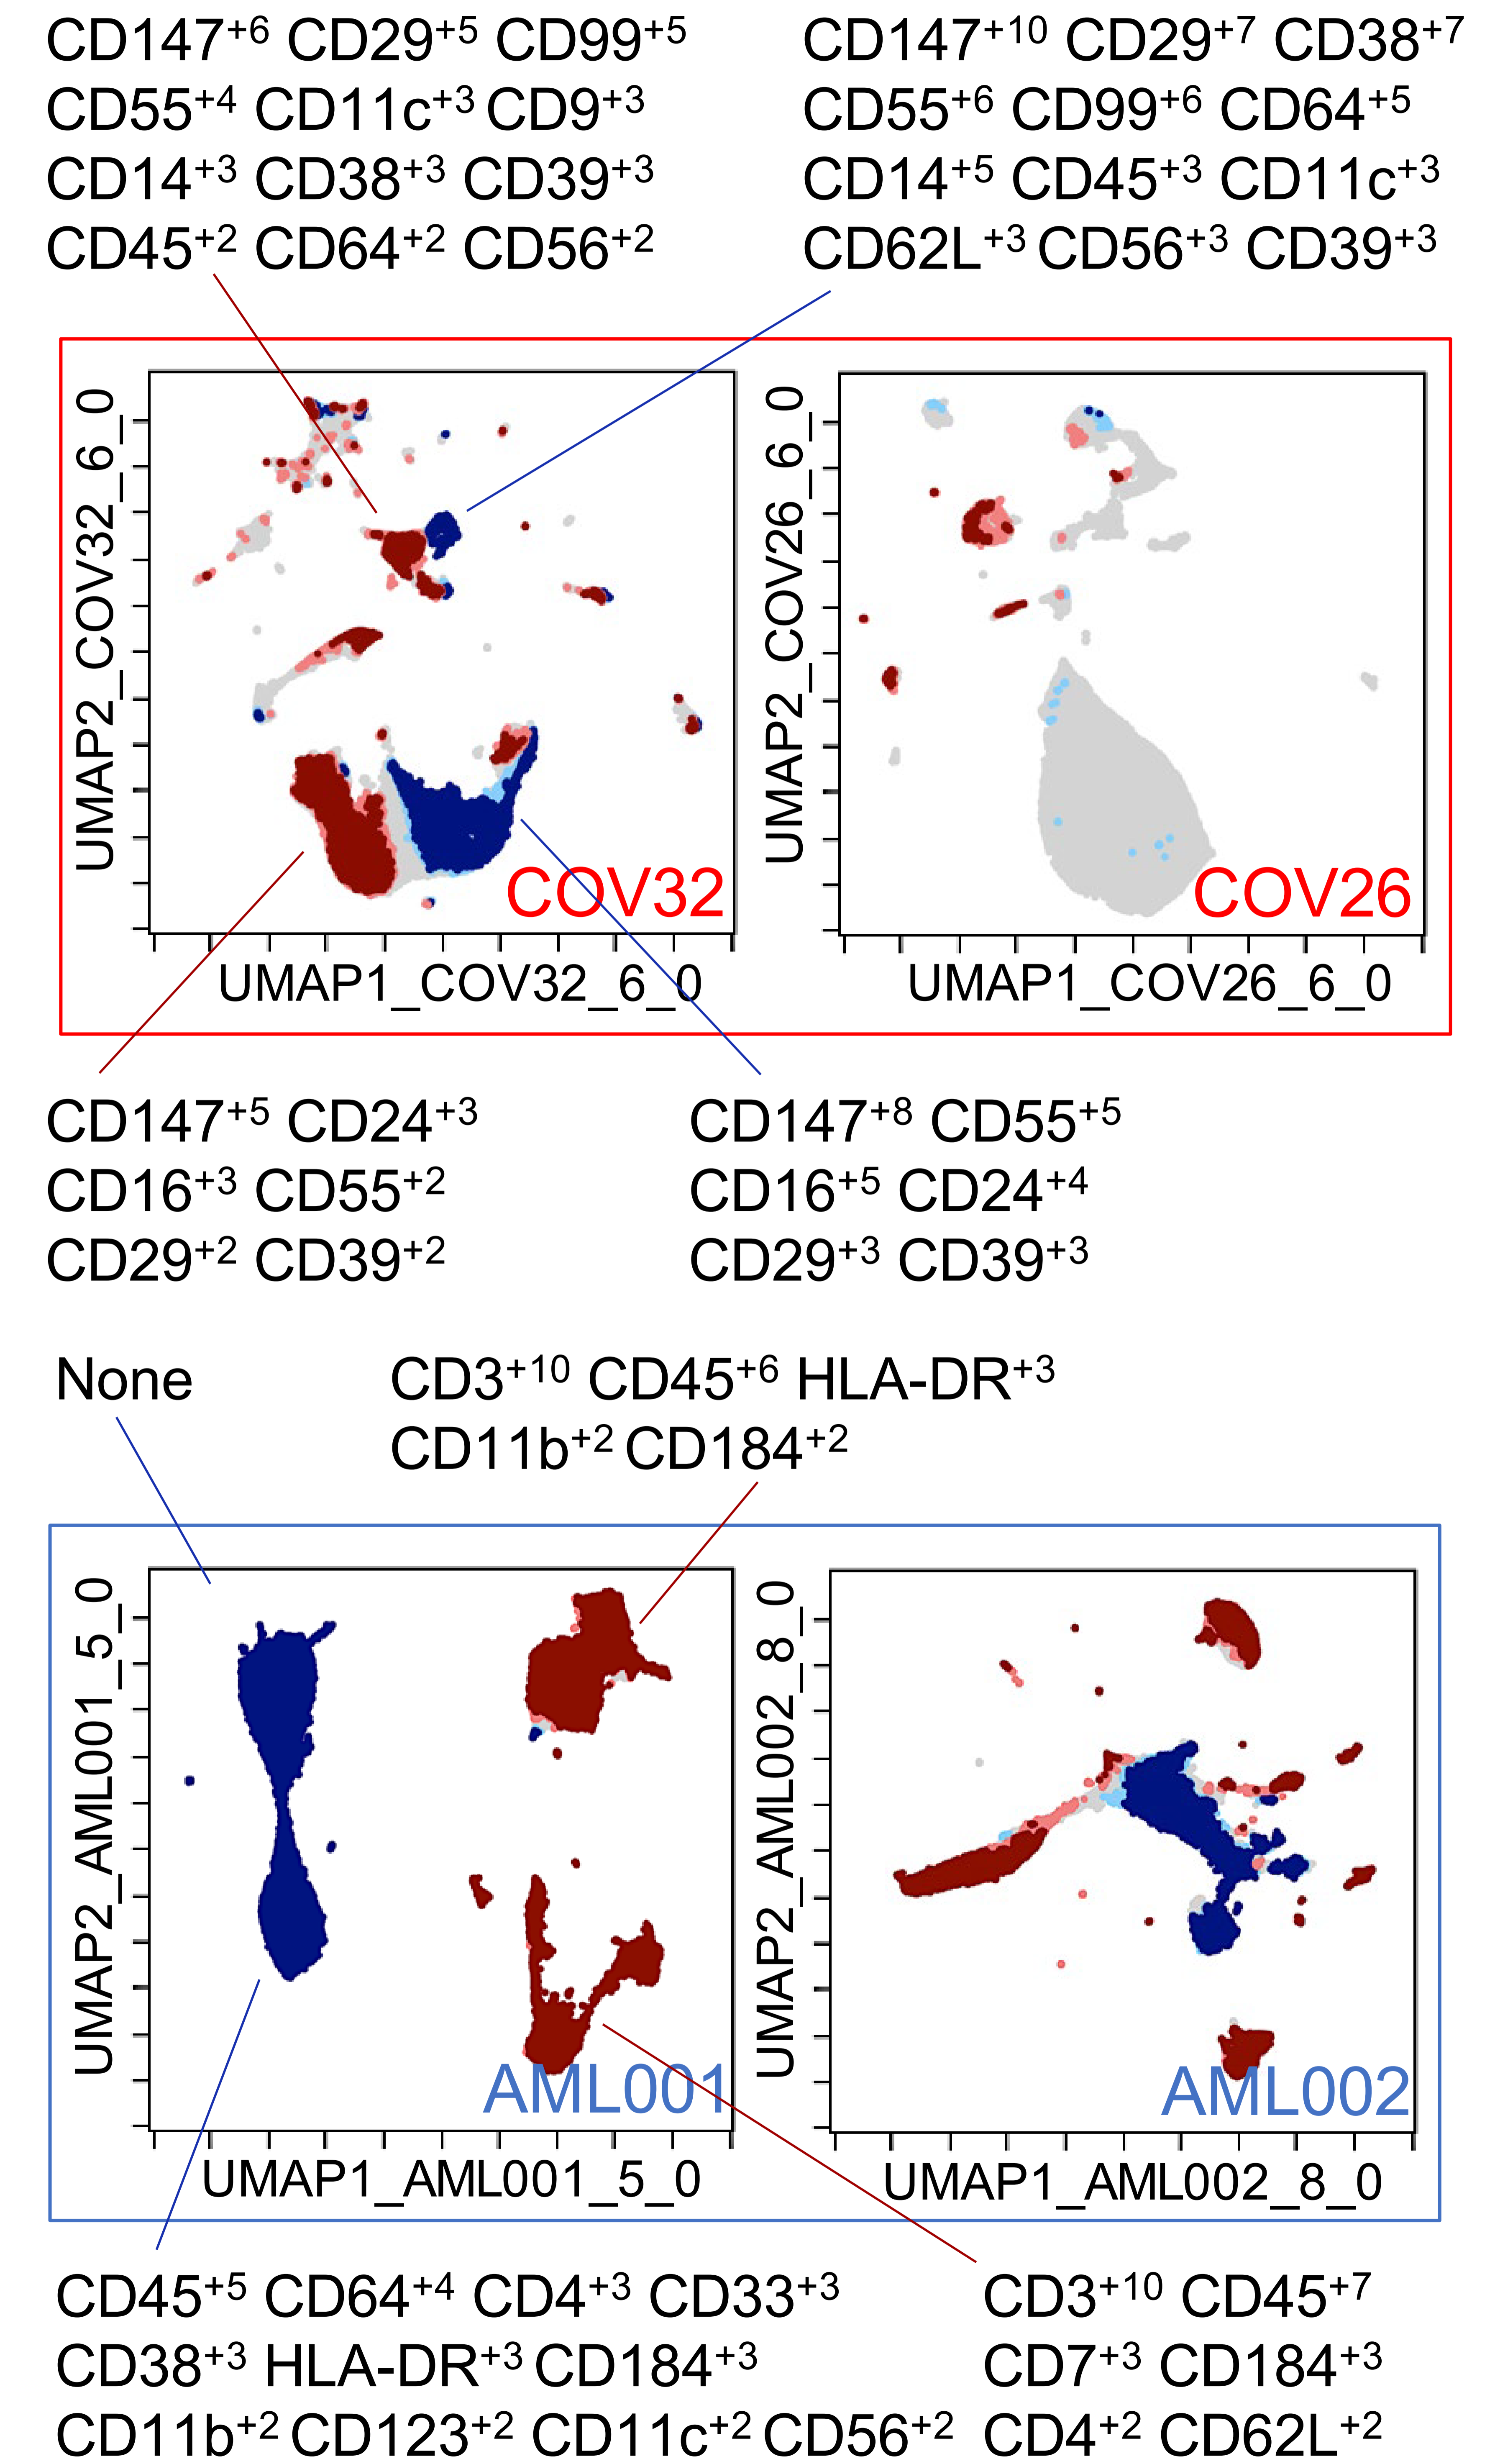 CD147+6 CD29+5 CD99+5
CD55+4 CD11c+3 CD9+3
CD14+3 CD38+3 CD39+3
CD45+2 CD64+2 CD56+2
CD147+10 CD29+7 CD38+7
CD55+6 CD99+6 CD64+5
CD14+5 CD45+3 CD11c+3
CD62L+3 CD56+3 CD39+3
UMAP2_COV32_6_0
COV32
UMAP1_COV32_6_0
UMAP2_COV26_6_0
COV26
UMAP1_COV26_6_0
CD147+5 CD24+3
CD16+3 CD55+2
CD29+2 CD39+2
CD147+8 CD55+5
CD16+5 CD24+4
CD29+3 CD39+3
None
CD3+10 CD45+6 HLA-DR+3
CD11b+2 CD184+2
UMAP2_AML001_5_0
AML001
UMAP1_AML001_5_0
UMAP2_AML002_8_0
AML002
UMAP1_AML002_8_0
CD45+5 CD64+4 CD4+3 CD33+3
CD38+3 HLA-DR+3 CD184+3
CD11b+2 CD123+2 CD11c+2 CD56+2
CD3+10 CD45+7
CD7+3 CD184+3
CD4+2 CD62L+2